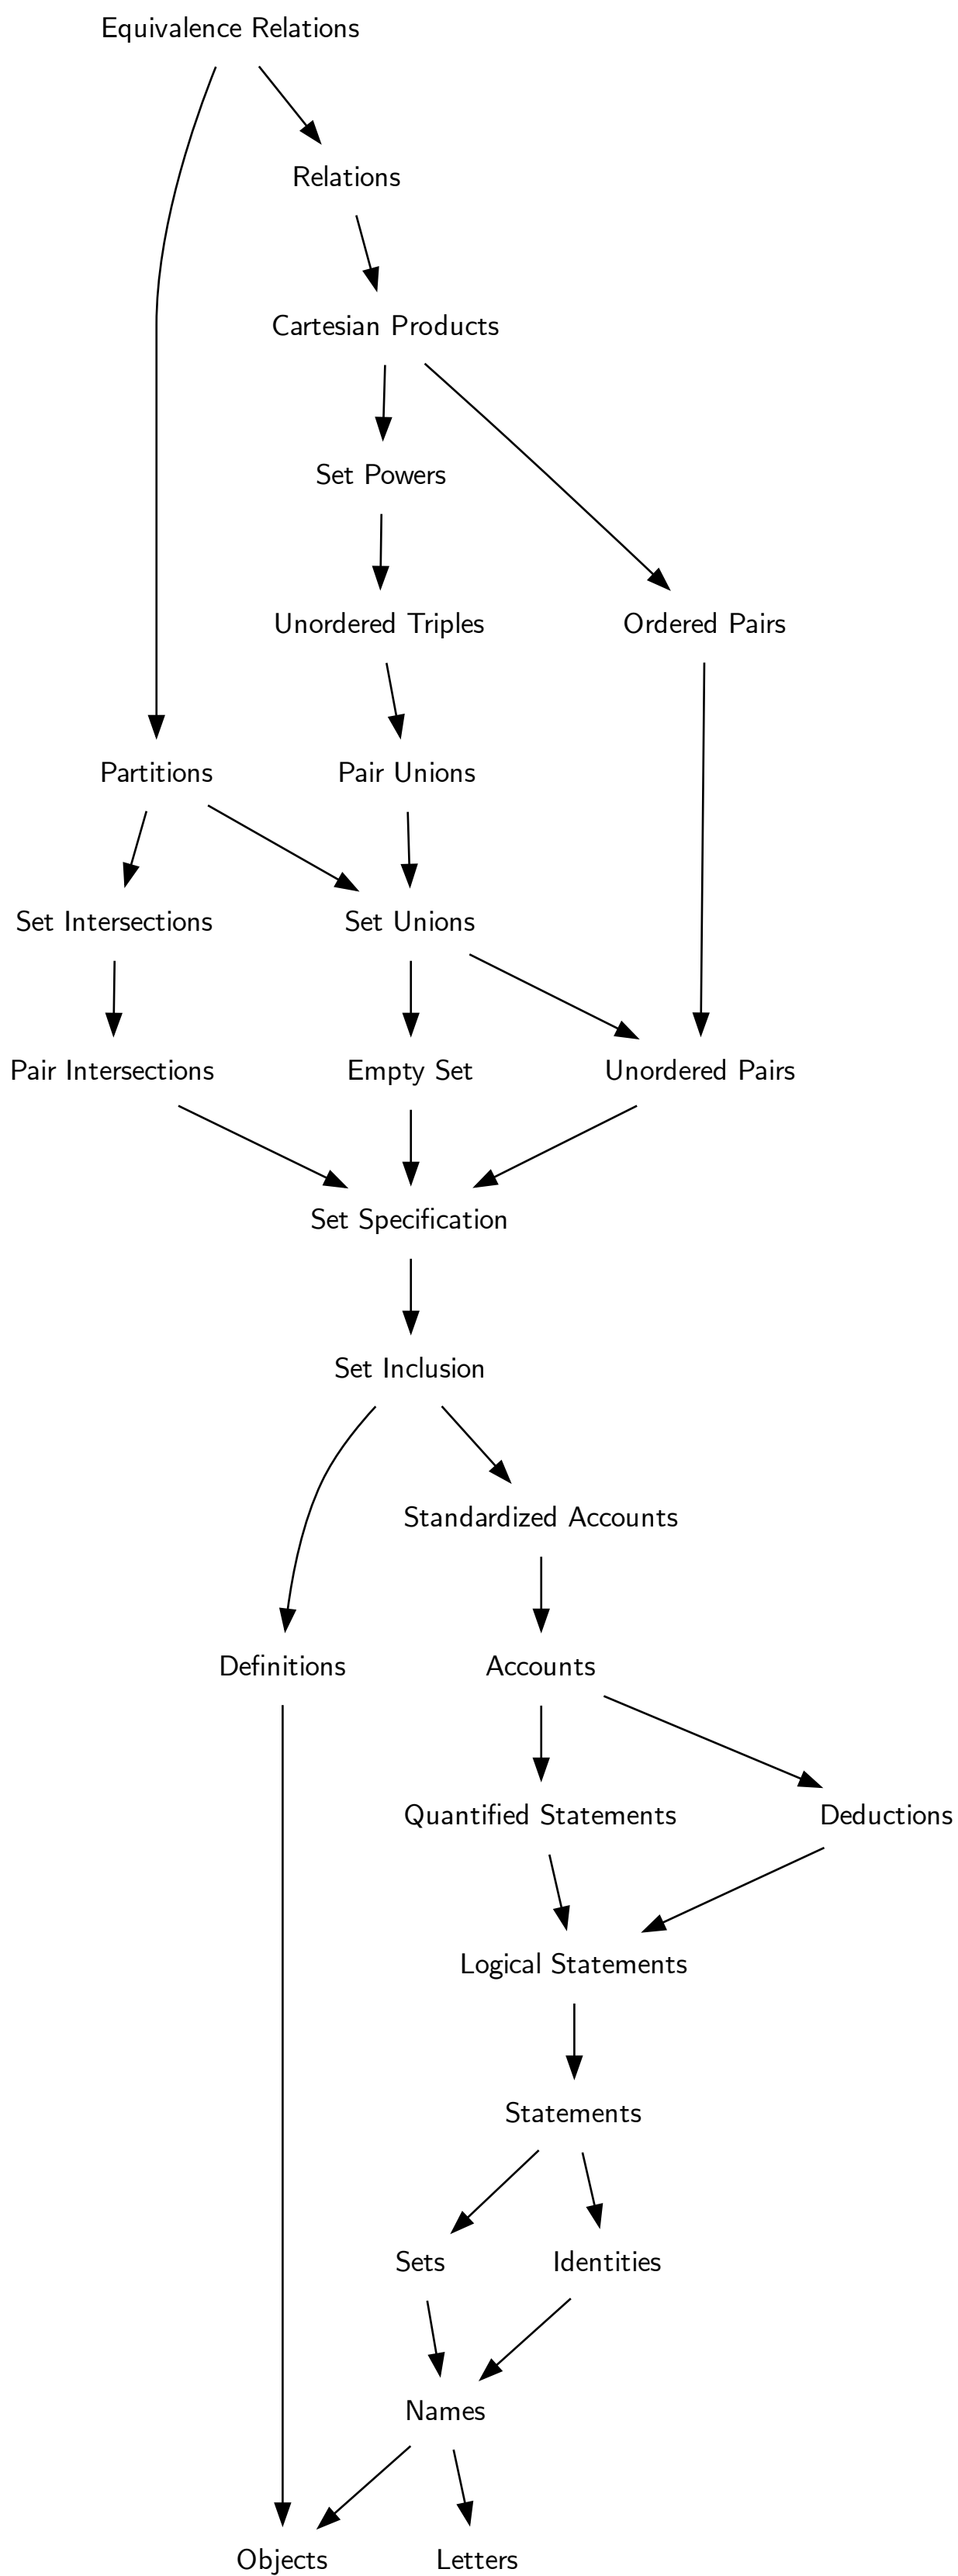 Equivalence Relations
Relations
Cartesian Products
Set Powers
Unordered Triples
Ordered Pairs
Partitions
Pair Unions
Set Intersections
Set Unions
Pair Intersections
Empty Set
Unordered Pairs
Set Specification
Set Inclusion
Standardized Accounts
Definitions
Accounts
Quantified Statements
Deductions
Logical Statements
Statements
Sets
Identities
Names
Objects
Letters